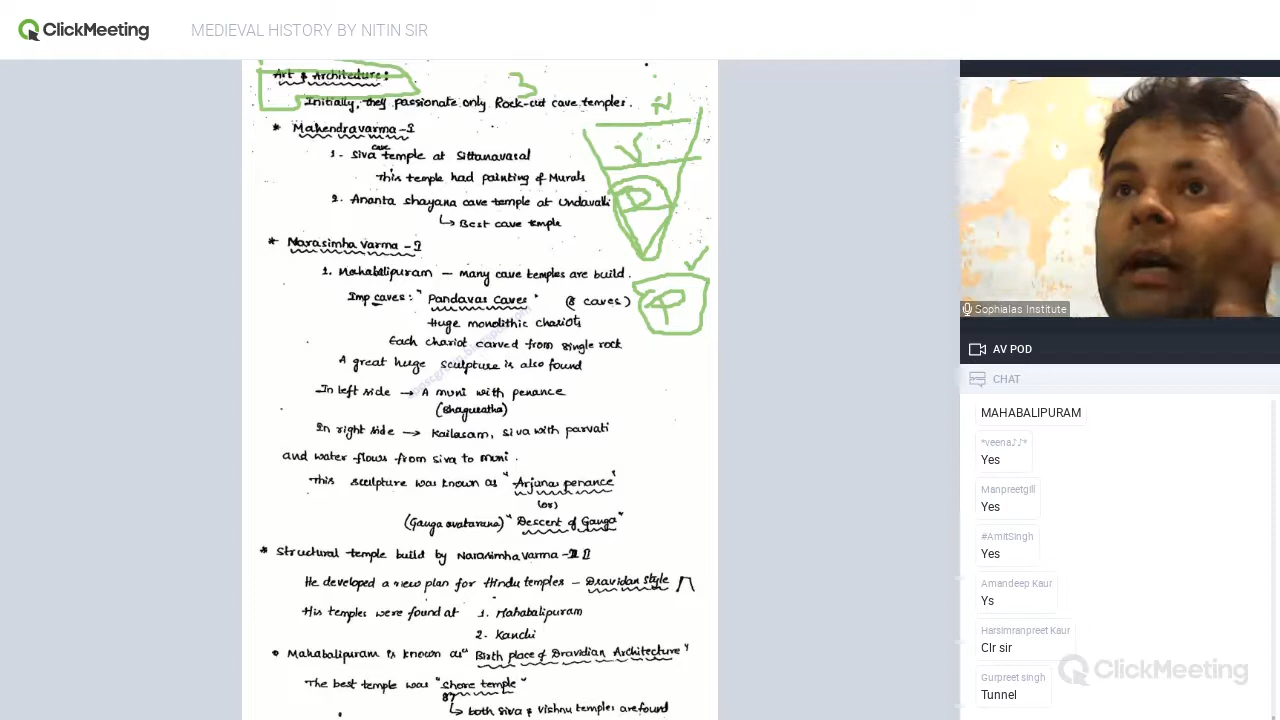 ClickMeeting
MEDIEVAL HISTORY BY NITIN SIR
Art & Architecture:
3
N
Initially, they passionate only Rock-cut cave temples.
* Mahendravarma-I
V
cave
1. Siva temple at Sittanavasal
This temple had painting of Murals
2. Ananta shayana cave temple at Undavalli
↳ Best cave temple
* Narasimha Varma -I
1. Mahabalipuram — many cave temples are build.
Imp caves: "Pandavas Caves" (8 caves)
Huge monolithic chariots
Each chariot carved from single rock
A great huge sculpture is also found
In left side → A muni with penance
(Bhaguratha)
In right side → Kailasam, Siva with parvati
and water flows from siva to muni.
This sculpture was known as "Arjunas penance"
(or)
(Ganga avatarana) "Descent of Ganga"
* Structural temple build by Narasimha Varma - II
He developed a new plan for Hindu temples - Dravidan style
His temples were found at 1. Mahabalipuram
2. Kanchi
• Mahabalipuram is known as "Birth place of Dravidian Architecture"
The best temple was "Shore temple"
↳ both Siva & Vishnu temples are found
Sophialas Institute
AV POD
CHAT
MAHABALIPURAM
*veena♪♪*
Yes
Manpreetgill
Yes
#AmitSingh
Yes
Amandeep Kaur
Ys
Harsimranpreet Kaur
Clr sir
Gurpreet singh
Tunnel
ClickMeeting